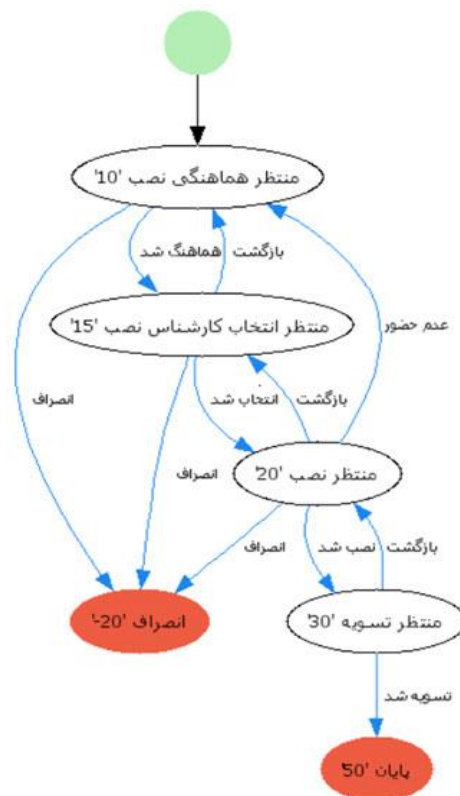 منتظر هماهنگی نصب '10'
هماهنگ شد
بازگشت
منتظر انتخاب کارشناس نصب '15'
عدم حضور
انصراف
انتخاب شد
بازگشت
انصراف
منتظر نصب '20'
انصراف
نصب شد
بازگشت
انصراف '20-'
منتظر تسویه '30'
تسویه شد
پایان '50'